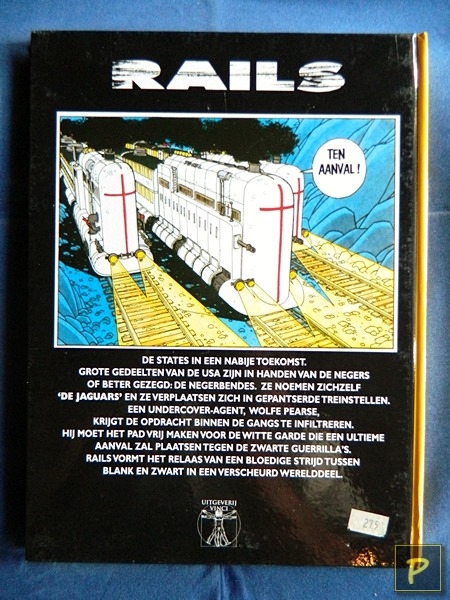 RAILS
TEN
AANVAL!
DE STATES IN EEN NABIJE TOEKOMST.
GROTE GEDEELTEN VAN DE USA ZIJN IN HANDEN VAN DE NEGERS
OF BETER GEZEGD: DE NEGERBENDES. ZE NOEMEN ZICHZELF
'DE JAGUARS' EN ZE VERPLAATSEN ZICH IN GEPANTSERDE TREINSTELLEN.
EEN UNDERCOVER-AGENT, WOLFE PEARSE,
KRIJGT DE OPDRACHT BINNEN DE GANGS TE INFILTREREN.
HIJ MOET HET PAD VRIJ MAKEN VOOR DE WITTE GARDE DIE EEN ULTIEME
AANVAL ZAL PLAATSEN TEGEN DE ZWARTE GUERRILLA'S.
RAILS VORMT HET RELAAS VAN EEN BLOEDIGE STRIJD TUSSEN
BLANK EN ZWART IN EEN VERSCHEURD WERELDDEEL.
UITGEVERIJ
VINCI
275
P